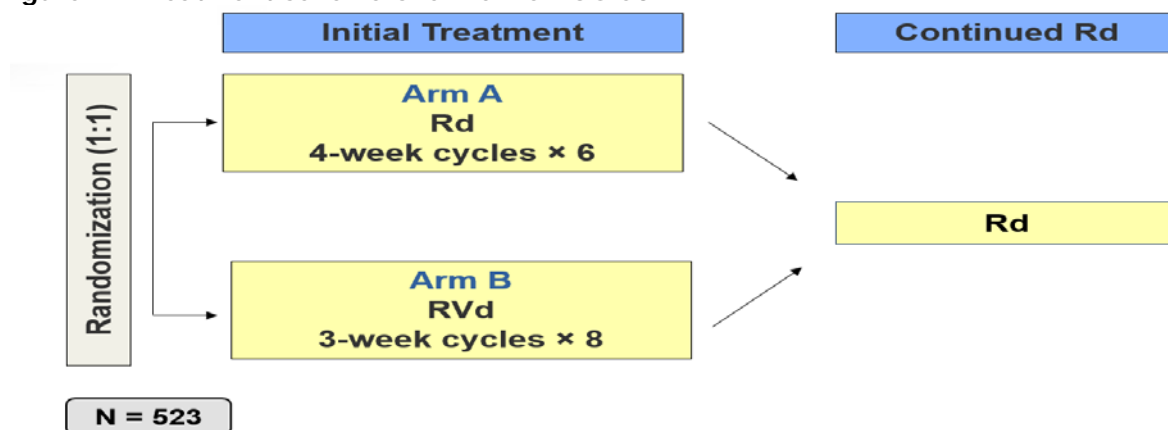 Initial Treatment
Continued Rd
Randomization (1:1)
Arm A
Rd
4-week cycles × 6
Rd
Arm B
RVd
3-week cycles × 8
N = 523